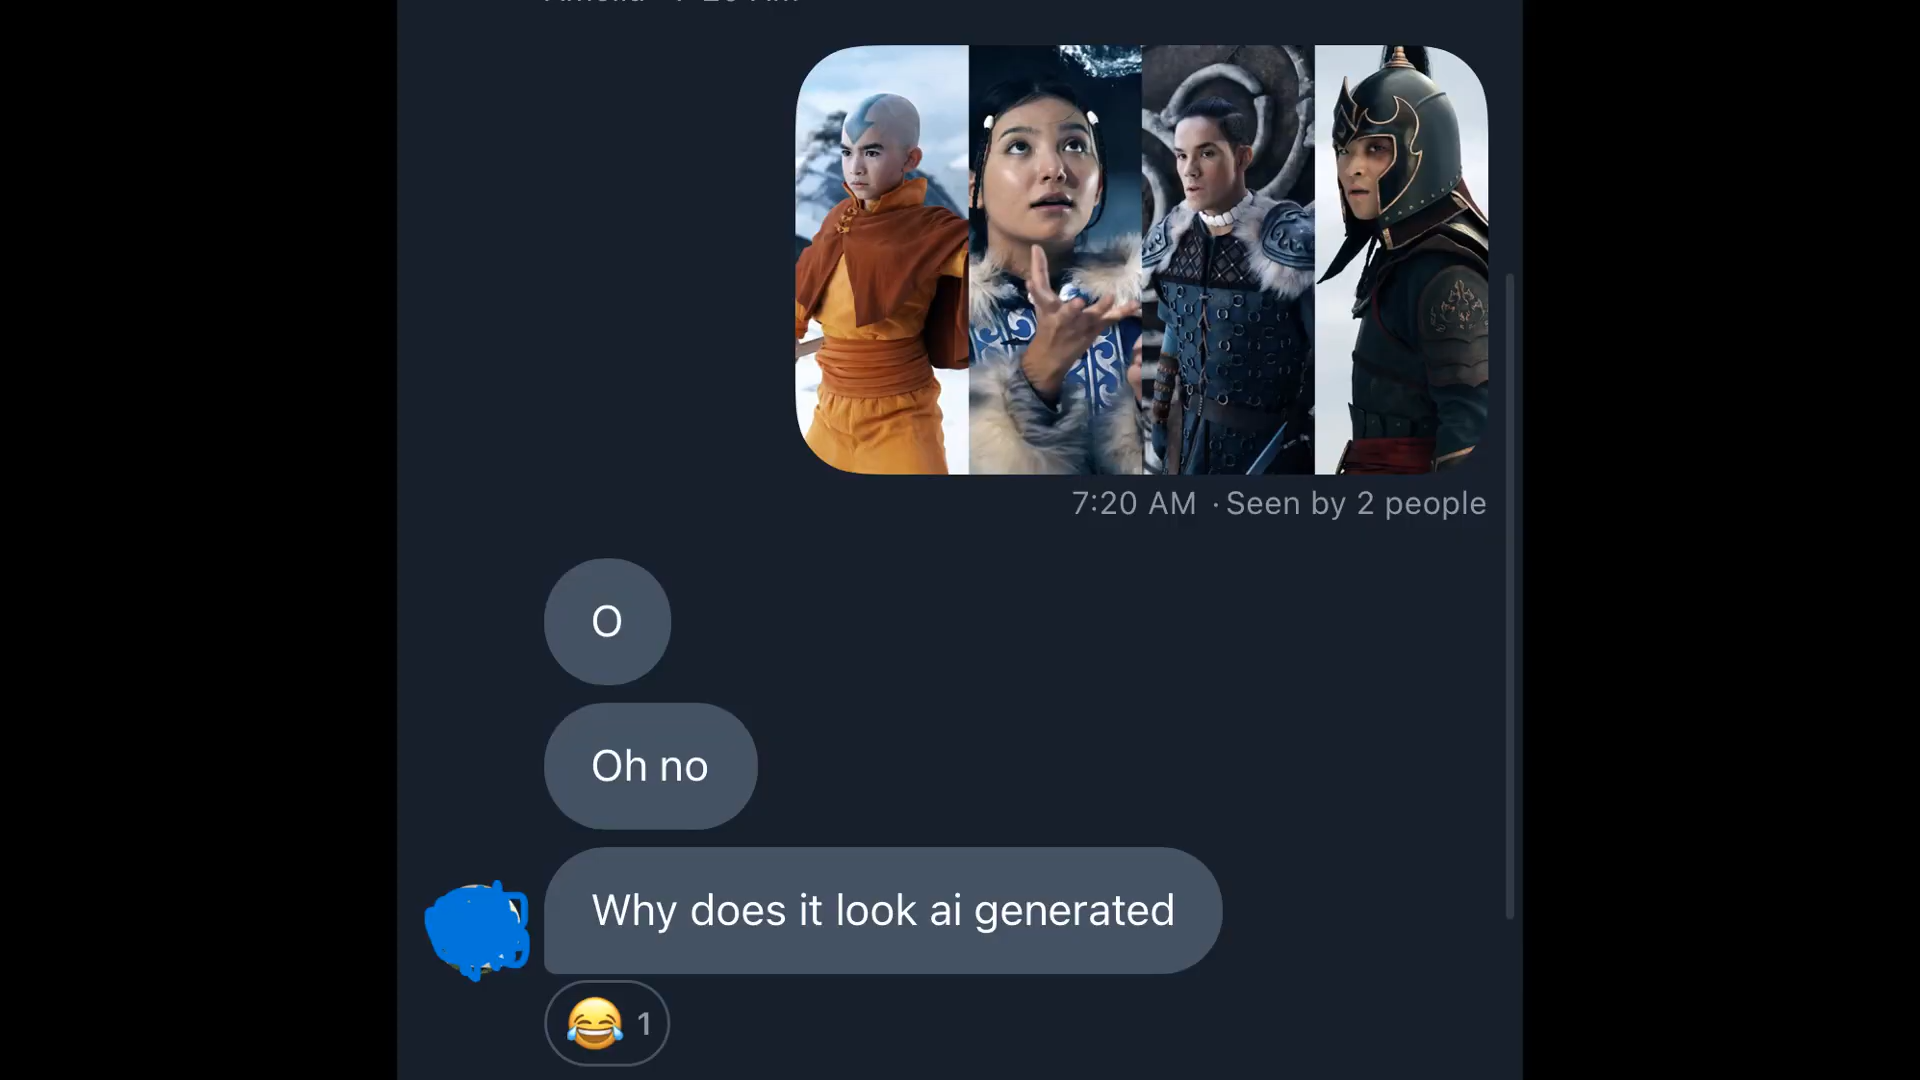 7:20 AM · Seen by 2 people
O
Oh no
Why does it look ai generated
1